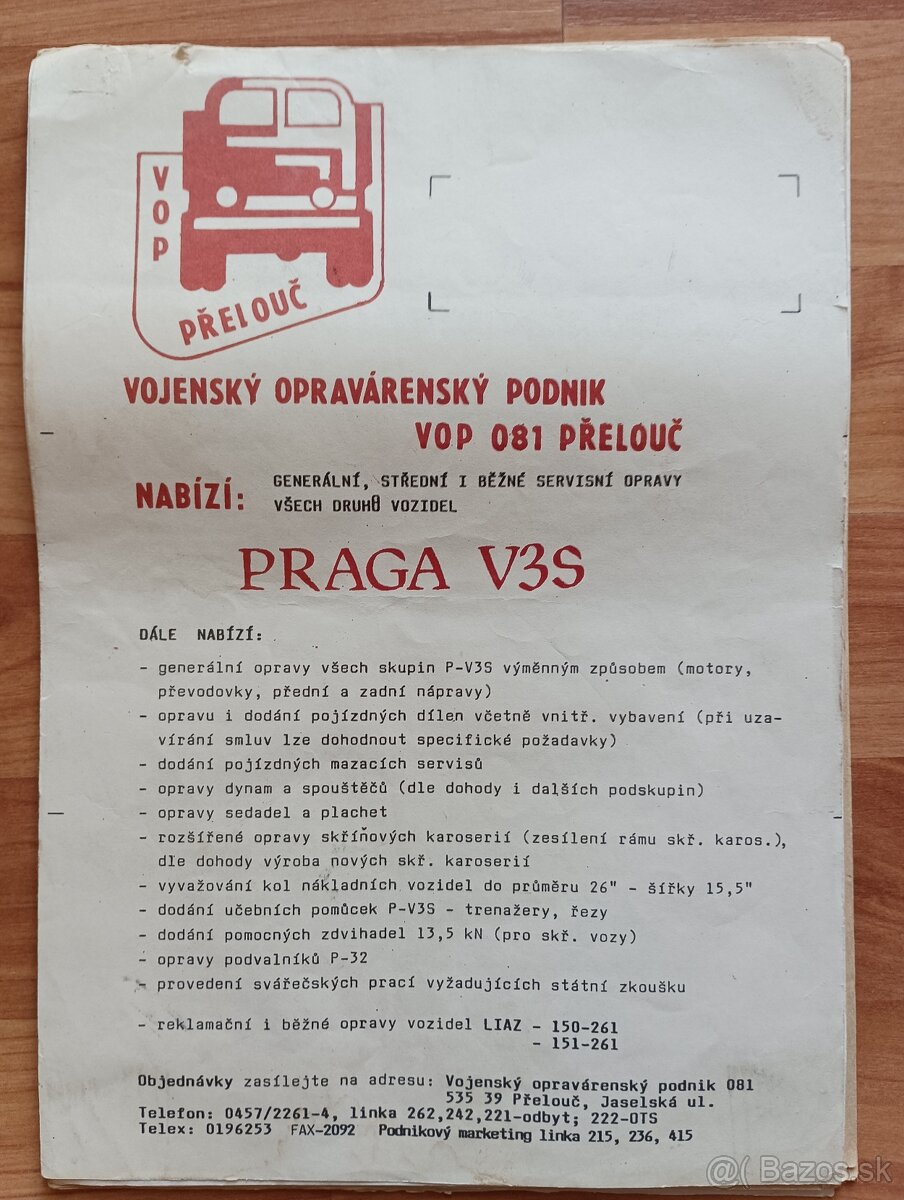 VOP
PŘELOUČ
VOJENSKÝ OPRAVÁRENSKÝ PODNIK
VOP 081 PŘELOUČ
NABÍZÍ: GENERÁLNÍ, STŘEDNÍ I BĚŽNÉ SERVISNÍ OPRAVY
VŠECH DRUHŮ VOZIDEL
PRAGA V3S
DÁLE NABÍZÍ:
- generální opravy všech skupin P-V3S výměnným způsobem (motory,
převodovky, přední a zadní nápravy)
- opravu i dodání pojízdných dílen včetně vnitř. vybavení (při uza-
vírání smluv lze dohodnout specifické požadavky)
- dodání pojízdných mazacích servisů
- opravy dynam a spouštěčů (dle dohody i dalších podskupin)
- opravy sedadel a plachet
- rozšířené opravy skříňových karoserií (zesílení rámu skř. karos.),
dle dohody výroba nových skř. karoserií
- vyvažování kol nákladních vozidel do průměru 26" - šířky 15,5"
- dodání učebních pomůcek P-V3S - trenažery, řezy
- dodání pomocných zdvihadel 13,5 kN (pro skř. vozy)
- opravy podvalníků P-32
- provedení svářečských prací vyžadujících státní zkoušku
- reklamační i běžné opravy vozidel LIAZ - 150-261
- 151-261
Objednávky zasílejte na adresu: Vojenský opravárenský podnik 081
535 39 Přelouč, Jaselská ul.
Telefon: 0457/2261-4, linka 262,242,221-odbyt; 222-OTS
Telex: 0196253 FAX-2092 Podnikový marketing linka 215, 236, 415
@( Bazos.sk